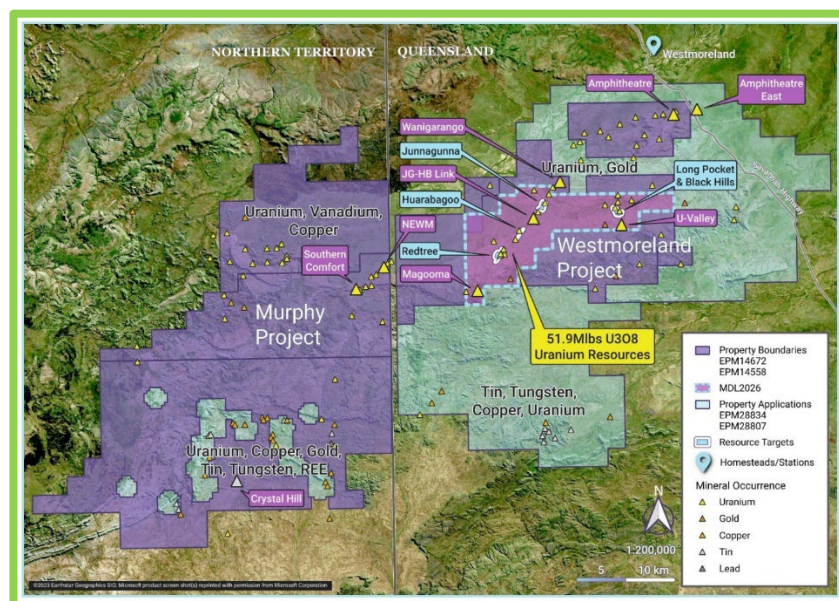 NORTHERN TERRITORY
QUEENSLAND
Westmoreland
Amphitheatre
Amphitheatre
East
Wanigarango
Junnagunna
JG-HB Link
Huarabagoo
NEWM
Redtree
Magooma
Uranium, Gold
Long Pocket
& Black Hills
U-Valley
Westmoreland
Project
Uranium, Vanadium,
Copper
Southern
Comfort
Murphy
Project
51.9Mlbs U3O8
Uranium Resources
Tin, Tungsten,
Copper, Uranium
Uranium, Copper, Gold,
Tin, Tungsten, REE
Crystal Hill
Property Boundaries
EPM14672
EPM14558
MDL2026
Property Applications
EPM28834
EPM28807
Resource Targets
Homesteads/Stations
Mineral Occurrence
Uranium
Gold
Copper
Tin
Lead
N
1:200,000
5 10 km
©2023 Earthstar Geographics SIO, Microsoft product screen shot(s) reprinted with permission from Microsoft Corporation